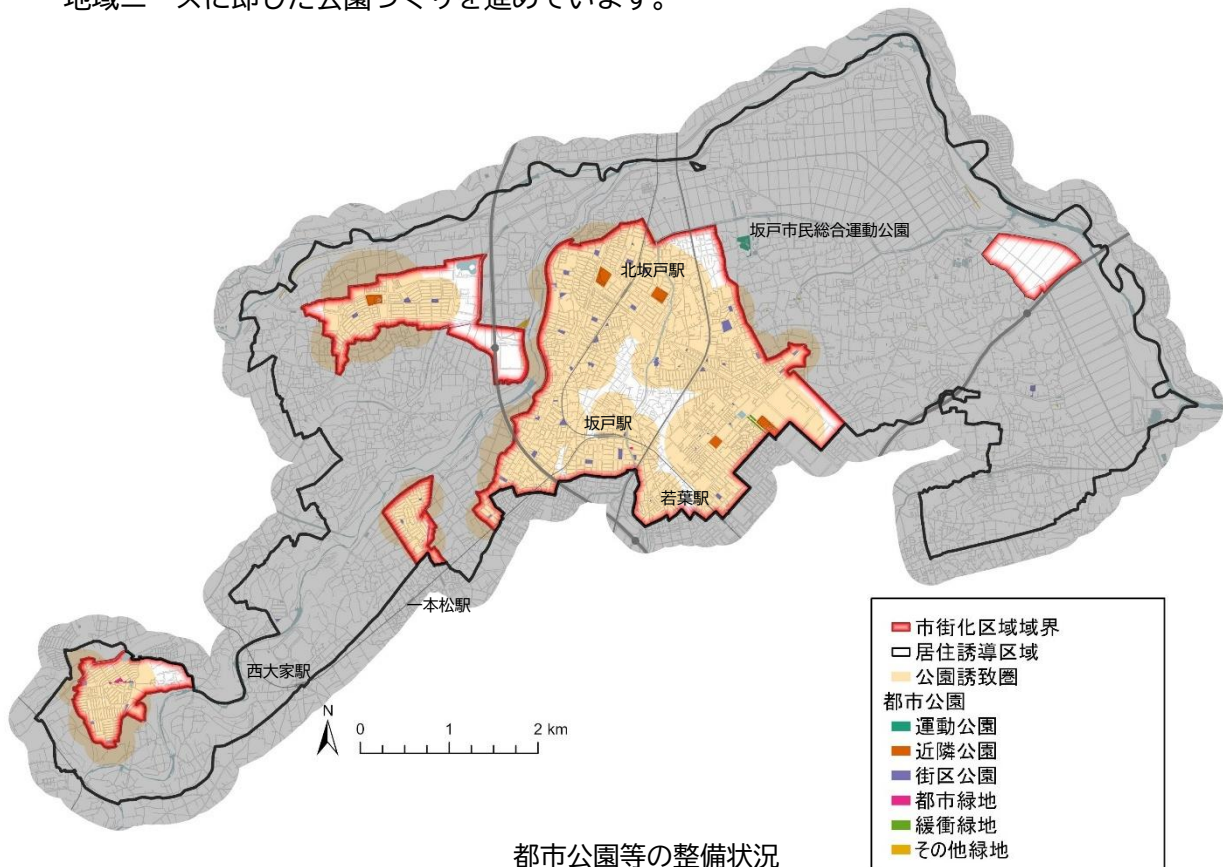 地域ニーズに即した公園づくりを進めています。
坂戸市民総合運動公園
北坂戸駅
坂戸駅
若葉駅
一本松駅
西大家駅
N
0 1 2 km
市街化区域域界
居住誘導区域
公園誘致圏
都市公園
運動公園
近隣公園
街区公園
都市緑地
緩衝緑地
その他緑地
都市公園等の整備状況